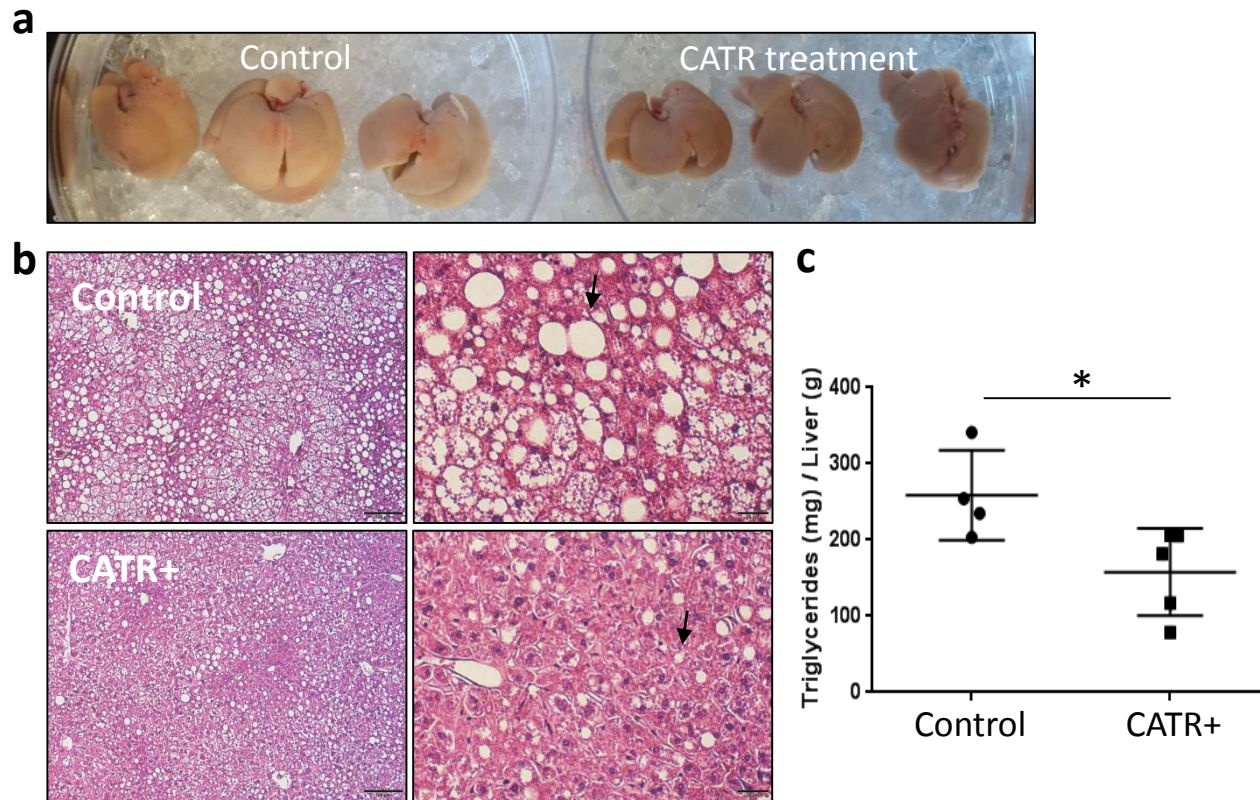 a
Control
CATR treatment
b
Control
CATR+
c
*
Triglycerides (mg) / Liver (g)
400
300
200
100
0
Control
CATR+